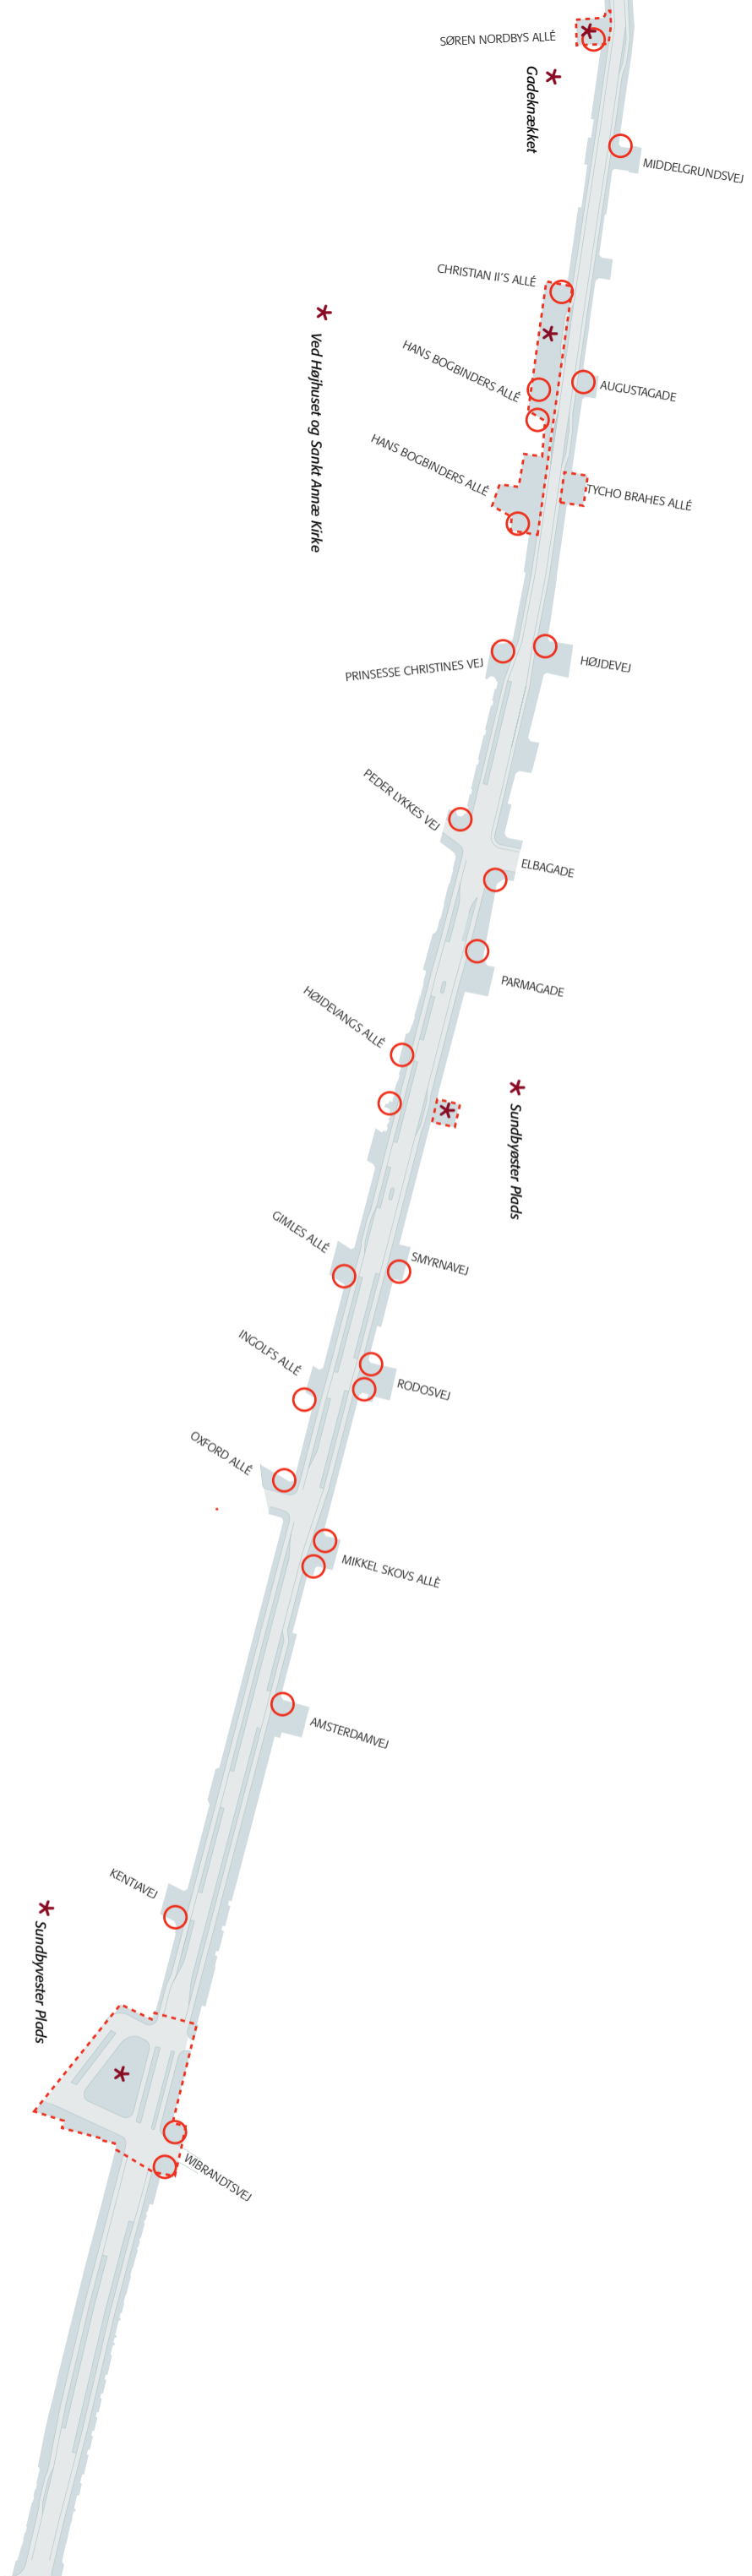 SØREN NORDBYS ALLÉ
Gadeknækket
MIDDELGRUNDSVEJ
CHRISTIAN II'S ALLÉ
Ved Højhuset og Sankt Annæ Kirke
HANS BOGBINDERS ALLÉ
AUGUSTAGADE
HANS BOGBINDERS ALLÉ
TYCHO BRAHES ALLÉ
PRINSESSE CHRISTINES VEJ
HØJDEVEJ
PEDER LYKKES VEJ
ELBAGADE
PARMAGADE
HØJDEVANGS ALLÉ
Sundbyøster Plads
GIMLES ALLÉ
SMYRNAVEJ
INGOLFS ALLÉ
RODOSVEJ
OXFORD ALLÉ
MIKKEL SKOVS ALLÉ
AMSTERDAMVEJ
KENTIAVEJ
Sundbyvester Plads
WIBRANDTSVEJ